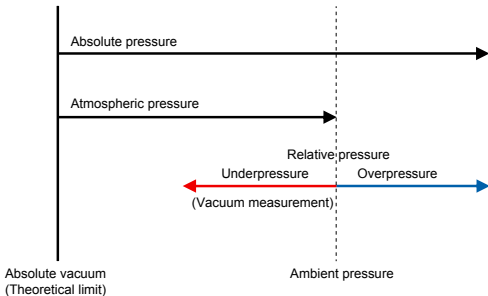 Absolute pressure
Atmospheric pressure
Relative pressure
Underpressure
Overpressure
(Vacuum measurement)
Absolute vacuum
(Theoretical limit)
Ambient pressure